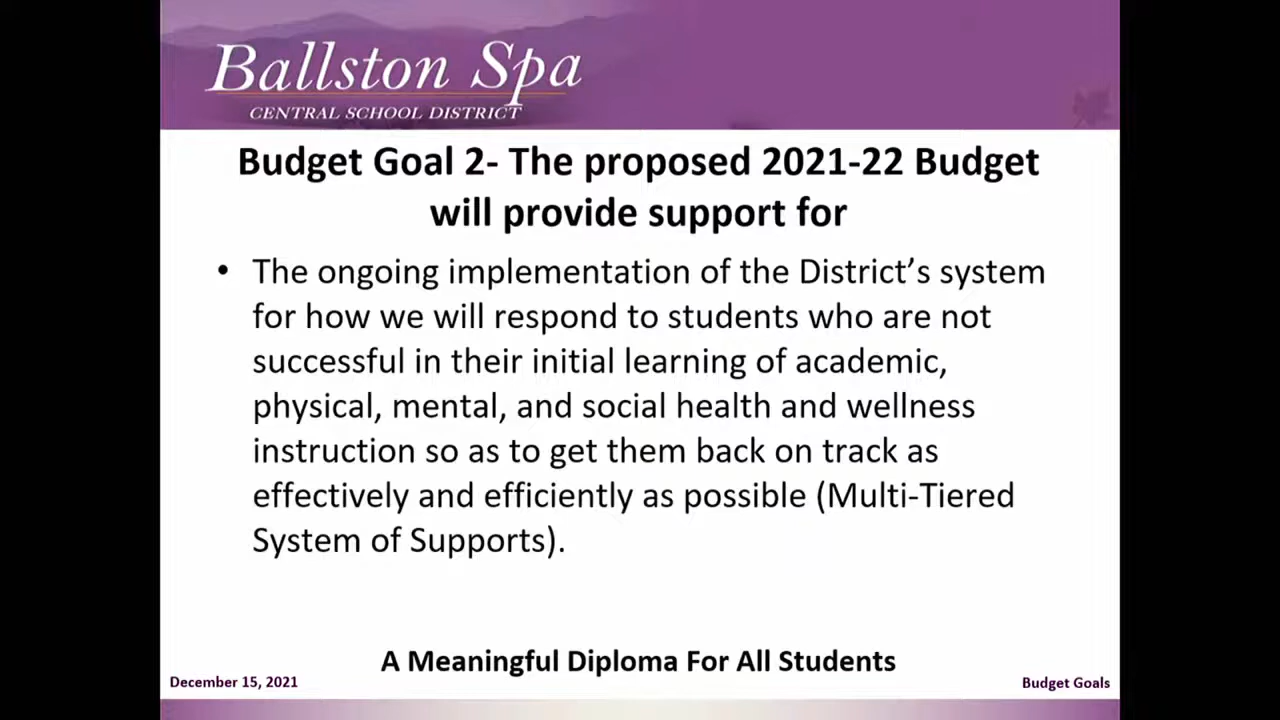 Ballston Spa
CENTRAL SCHOOL DISTRICT
Budget Goal 2- The proposed 2021-22 Budget
will provide support for
• The ongoing implementation of the District’s system
for how we will respond to students who are not
successful in their initial learning of academic,
physical, mental, and social health and wellness
instruction so as to get them back on track as
effectively and efficiently as possible (Multi-Tiered
System of Supports).
A Meaningful Diploma For All Students
December 15, 2021
Budget Goals